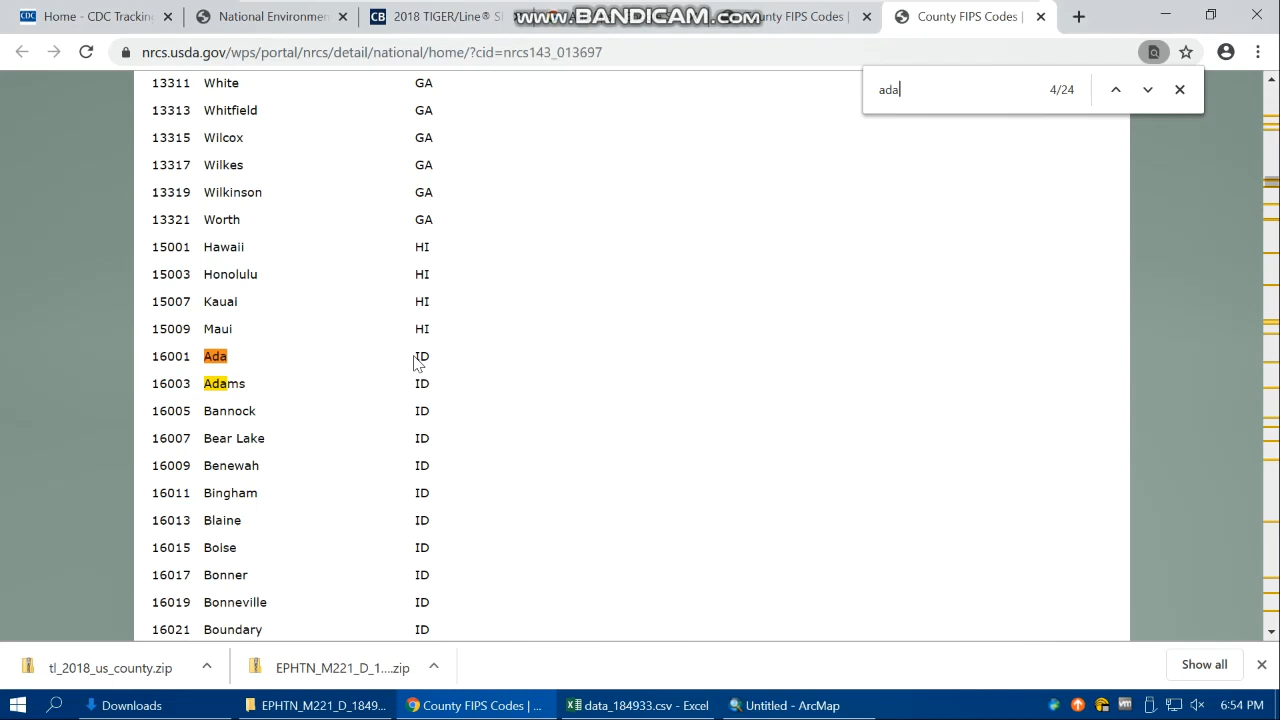 Home - CDC Tracking
National Environmen
2018 TIGER/Line® S
www.BANDICAM.com
County FIPS Codes |
County FIPS Codes |
nrcs.usda.gov/wps/portal/nrcs/detail/national/home/?cid=nrcs143_013697
ada 4/24
13311 White GA
13313 Whitfield GA
13315 Wilcox GA
13317 Wilkes GA
13319 Wilkinson GA
13321 Worth GA
15001 Hawaii HI
15003 Honolulu HI
15007 Kauai HI
15009 Maui HI
16001 Ada ID
16003 Adams ID
16005 Bannock ID
16007 Bear Lake ID
16009 Benewah ID
16011 Bingham ID
16013 Blaine ID
16015 Boise ID
16017 Bonner ID
16019 Bonneville ID
16021 Boundary ID
tl_2018_us_county.zip
EPHTN_M221_D_1....zip
Show all
Downloads
EPHTN_M221_D_1849...
County FIPS Codes | ...
data_184933.csv - Excel
Untitled - ArcMap
6:54 PM